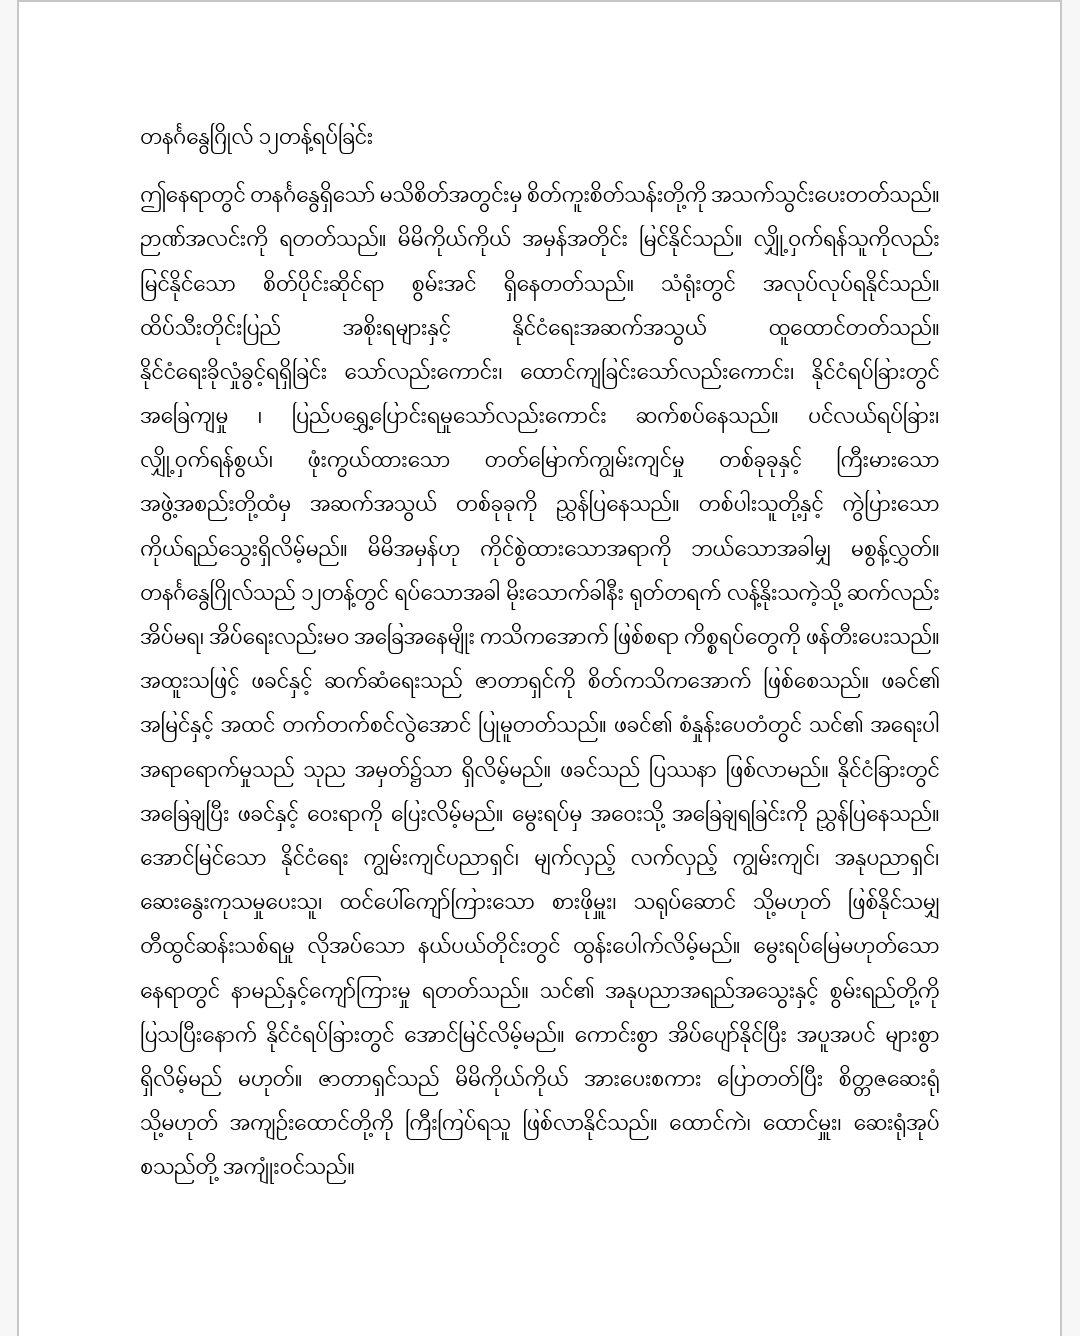 တနင်္ဂနွေဂြိုလ် ၁၂တန့်ရပ်ခြင်း
ဤနေရာတွင် တနင်္ဂနွေရှိသော် မသိစိတ်အတွင်းမှ စိတ်ကူးစိတ်သန်းတို့ကို အသက်သွင်းပေးတတ်သည်။
ဉာဏ်အလင်းကို ရတတ်သည်။ မိမိကိုယ်ကိုယ် အမှန်အတိုင်း မြင်နိုင်သည်။ လျှို့ဝှက်ရန်သူကိုလည်း
မြင်နိုင်သော စိတ်ပိုင်းဆိုင်ရာ စွမ်းအင် ရှိနေတတ်သည်။ သံရုံးတွင် အလုပ်လုပ်ရနိုင်သည်။
ထိပ်သီးတိုင်းပြည် အစိုးရများနှင့် နိုင်ငံရေးအဆက်အသွယ် ထူထောင်တတ်သည်။
နိုင်ငံရေးခိုလှုံခွင့်ရရှိခြင်း သော်လည်းကောင်း၊ ထောင်ကျခြင်းသော်လည်းကောင်း၊ နိုင်ငံရပ်ခြားတွင်
အခြေကျမှု ၊ ပြည်ပရွှေ့ပြောင်းရမှုသော်လည်းကောင်း ဆက်စပ်နေသည်။ ပင်လယ်ရပ်ခြား၊
လျှို့ဝှက်ရန်စွယ်၊ ဖုံးကွယ်ထားသော တတ်မြောက်ကျွမ်းကျင်မှု တစ်ခုခုနှင့် ကြီးမားသော
အဖွဲ့အစည်းတို့ထံမှ အဆက်အသွယ် တစ်ခုခုကို ညွှန်ပြနေသည်။ တစ်ပါးသူတို့နှင့် ကွဲပြားသော
ကိုယ်ရည်သွေးရှိလိမ့်မည်။ မိမိအမှန်ဟု ကိုင်စွဲထားသောအရာကို ဘယ်သောအခါမျှ မစွန့်လွှတ်။
တနင်္ဂနွေဂြိုလ်သည် ၁၂တန့်တွင် ရပ်သောအခါ မိုးသောက်ခါနီး ရုတ်တရက် လန့်နိုးသကဲ့သို့ ဆက်လည်း
အိပ်မရ၊ အိပ်ရေးလည်းမဝ အခြေအနေမျိုး ကသိကအောက် ဖြစ်စရာ ကိစ္စရပ်တွေကို ဖန်တီးပေးသည်။
အထူးသဖြင့် ဖခင်နှင့် ဆက်ဆံရေးသည် ဇာတာရှင်ကို စိတ်ကသိကအောက် ဖြစ်စေသည်။ ဖခင်၏
အမြင်နှင့် အထင် တက်တက်စင်လွဲအောင် ပြုမူတတ်သည်။ ဖခင်၏ စံနှုန်းပေတံတွင် သင်၏ အရေးပါ
အရာရောက်မှုသည် သုည အမှတ်၌သာ ရှိလိမ့်မည်။ ဖခင်သည် ပြဿနာ ဖြစ်လာမည်။ နိုင်ငံခြားတွင်
အခြေချပြီး ဖခင်နှင့် ဝေးရာကို ပြေးလိမ့်မည်။ မွေးရပ်မှ အဝေးသို့ အခြေချရခြင်းကို ညွှန်ပြနေသည်။
အောင်မြင်သော နိုင်ငံရေး ကျွမ်းကျင်ပညာရှင်၊ မျက်လှည့် လက်လှည့် ကျွမ်းကျင်၊ အနုပညာရှင်၊
ဆေးနွေးကုသမှုပေးသူ၊ ထင်ပေါ်ကျော်ကြားသော စားဖိုမှူး၊ သရုပ်ဆောင် သို့မဟုတ် ဖြစ်နိုင်သမျှ
တီထွင်ဆန်းသစ်ရမှု လိုအပ်သော နယ်ပယ်တိုင်းတွင် ထွန်းပေါက်လိမ့်မည်။ မွေးရပ်မြေမဟုတ်သော
နေရာတွင် နာမည်နှင့်ကျော်ကြားမှု ရတတ်သည်။ သင်၏ အနုပညာအရည်အသွေးနှင့် စွမ်းရည်တို့ကို
ပြသပြီးနောက် နိုင်ငံရပ်ခြားတွင် အောင်မြင်လိမ့်မည်။ ကောင်းစွာ အိပ်ပျော်နိုင်ပြီး အပူအပင် များစွာ
ရှိလိမ့်မည် မဟုတ်။ ဇာတာရှင်သည် မိမိကိုယ်ကိုယ် အားပေးစကား ပြောတတ်ပြီး စိတ္တဇဆေးရုံ
သို့မဟုတ် အကျဉ်းထောင်တို့ကို ကြီးကြပ်ရသူ ဖြစ်လာနိုင်သည်။ ထောင်ကဲ၊ ထောင်မှူး၊ ဆေးရုံအုပ်
စသည်တို့ အကျုံးဝင်သည်။